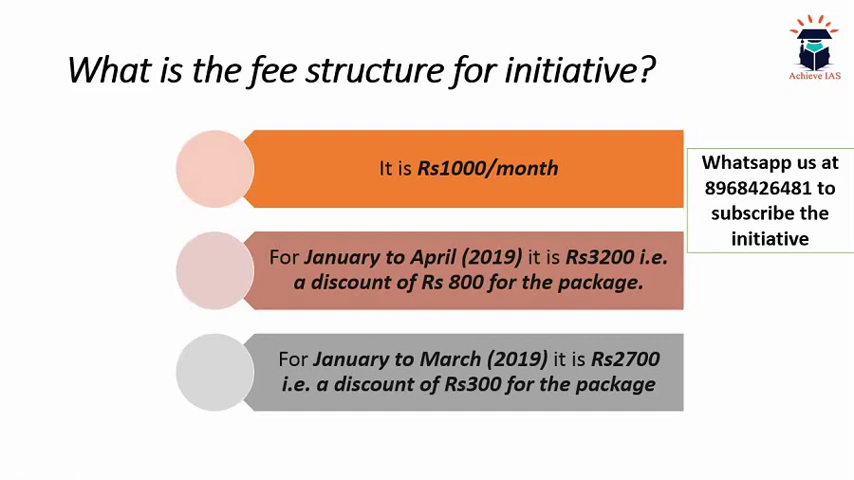 What is the fee structure for initiative?
Achieve IAS
It is Rs1000/month
Whatsapp us at
8968426481 to
subscribe the
initiative
For January to April (2019) it is Rs3200 i.e.
a discount of Rs 800 for the package.
For January to March (2019) it is Rs2700
i.e. a discount of Rs300 for the package